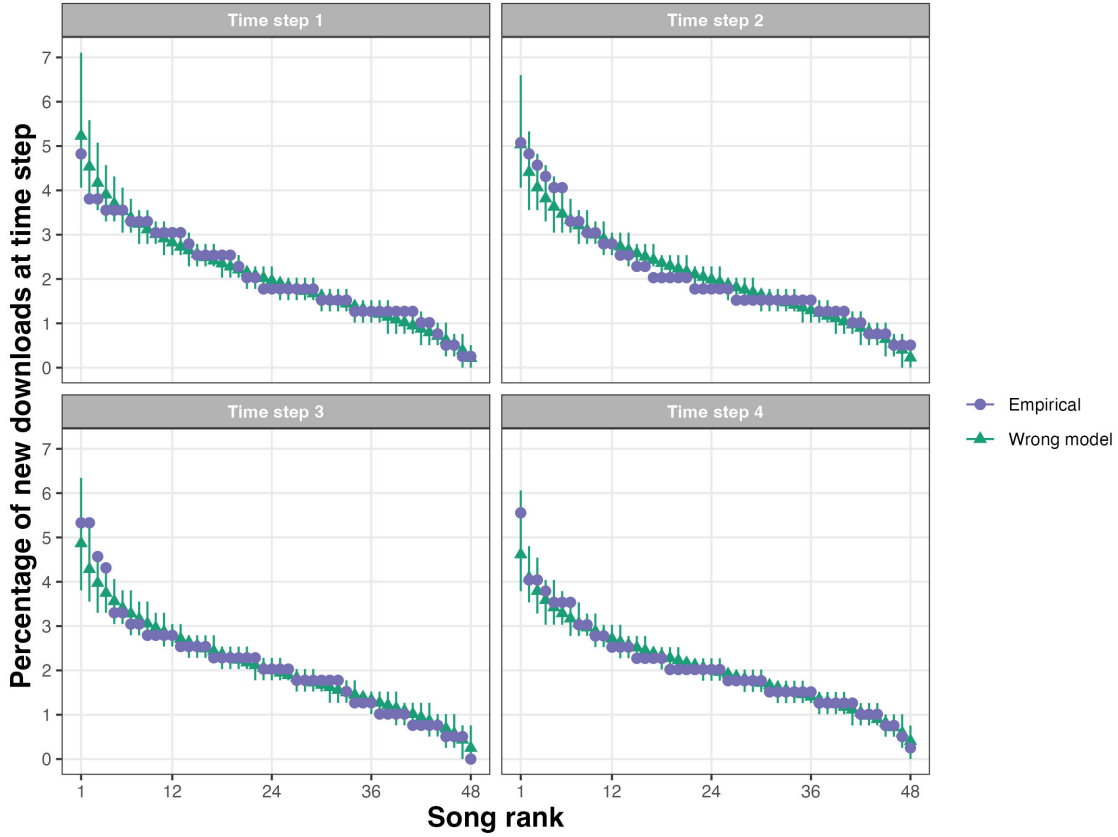 Time step 1
Time step 2
7
6
5
4
3
2
1
0
Time step 3
Time step 4
7
6
5
4
3
2
1
0
1 12 24 36 48
1 12 24 36 48
Song rank
Percentage of new downloads at time step
Empirical
Wrong model